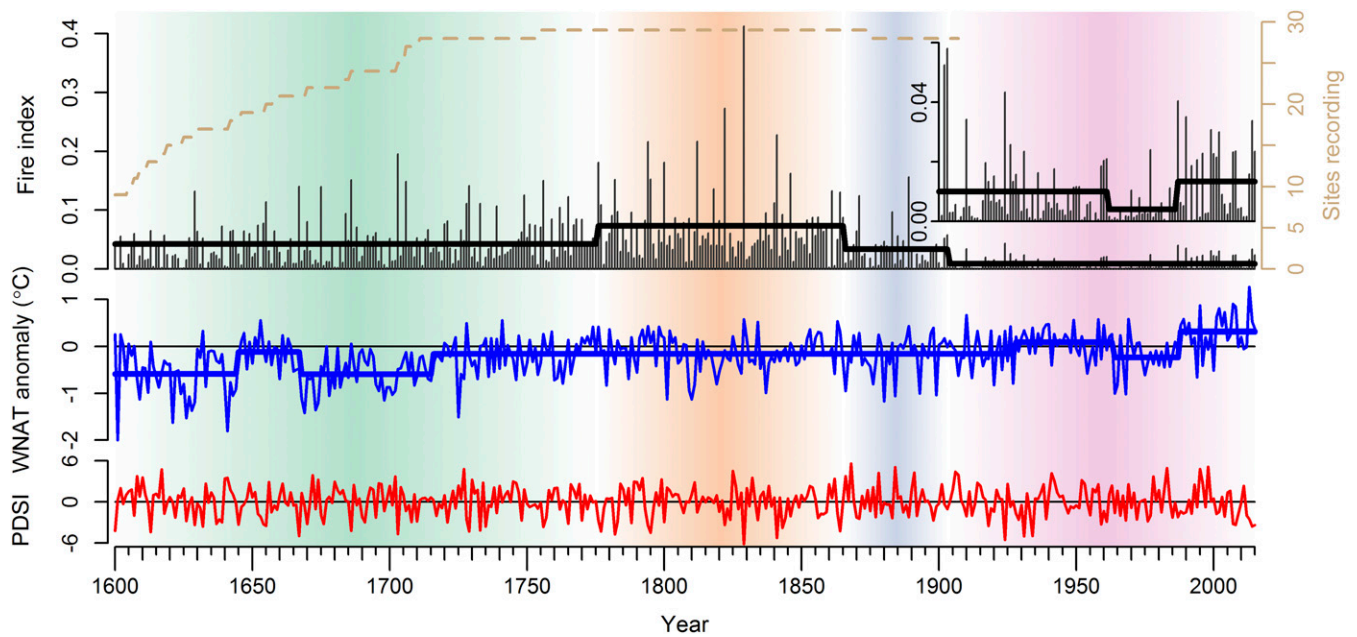 Fire index
0.0 0.1 0.2 0.3 0.4
0.00 0.04
Sites recording
0 5 10 20 30
WNAT anomaly (°C)
-2 -1 0 1
PDSI
-6 0 6
1600 1650 1700 1750 1800 1850 1900 1950 2000
Year